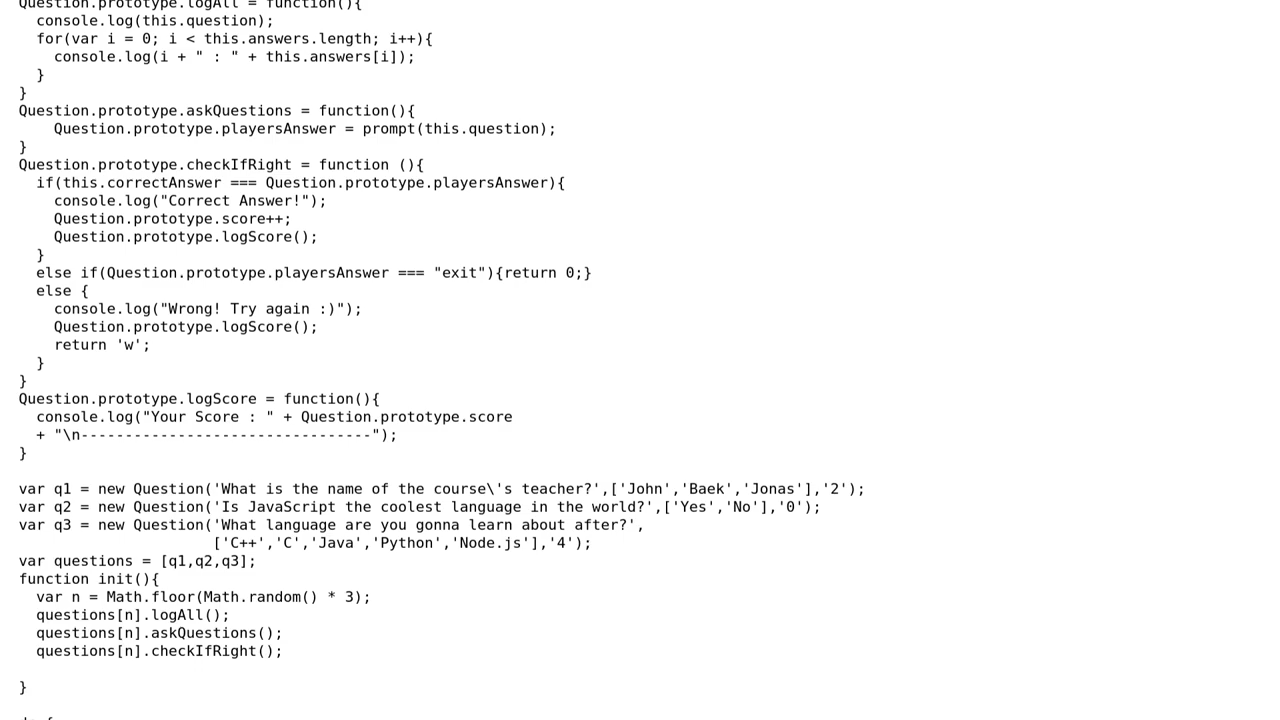 Question.prototype.logAll = function(){
  console.log(this.question);
  for(var i = 0; i < this.answers.length; i++){
    console.log(i + " : " + this.answers[i]);
  }
}
Question.prototype.askQuestions = function(){
    Question.prototype.playersAnswer = prompt(this.question);
}
Question.prototype.checkIfRight = function (){
  if(this.correctAnswer === Question.prototype.playersAnswer){
    console.log("Correct Answer!");
    Question.prototype.score++;
    Question.prototype.logScore();
  }
  else if(Question.prototype.playersAnswer === "exit"){return 0;}
  else {
    console.log("Wrong! Try again :)");
    Question.prototype.logScore();
    return 'w';
  }
}
Question.prototype.logScore = function(){
  console.log("Your Score : " + Question.prototype.score
  + "\n---------------------------------");
}

var q1 = new Question('What is the name of the course\'s teacher?',['John','Baek','Jonas'],'2');
var q2 = new Question('Is JavaScript the coolest language in the world?',['Yes','No'],'0');
var q3 = new Question('What language are you gonna learn about after?',
                      ['C++','C','Java','Python','Node.js'],'4');
var questions = [q1,q2,q3];
function init(){
  var n = Math.floor(Math.random() * 3);
  questions[n].logAll();
  questions[n].askQuestions();
  questions[n].checkIfRight();

}